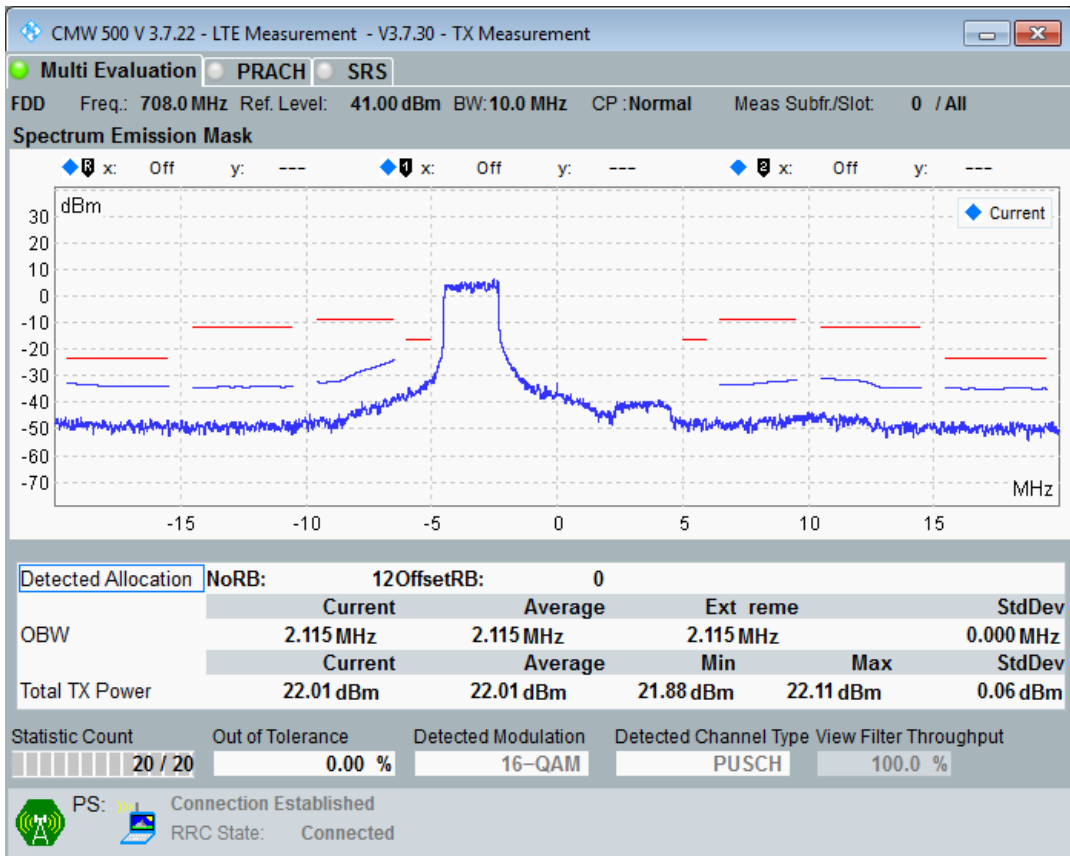 CMW 500 V 3.7.22 - LTE Measurement - V3.7.30 - TX Measurement
Multi Evaluation PRACH SRS
FDD Freq.: 708.0 MHz Ref. Level: 41.00 dBm BW: 10.0 MHz CP : Normal Meas Subfr./Slot: 0 / All
Spectrum Emission Mask
R x: Off y: --- 1 x: Off y: --- 2 x: Off y: ---
dBm
Current
30
20
10
0
-10
-20
-30
-40
-50
-60
-70
MHz
-15 -10 -5 0 5 10 15
Detected Allocation NoRB: 12 OffsetRB: 0
Current Average Ext reme StdDev
OBW 2.115 MHz 2.115 MHz 2.115 MHz 0.000 MHz
Current Average Min Max StdDev
Total TX Power 22.01 dBm 22.01 dBm 21.88 dBm 22.11 dBm 0.06 dBm
Statistic Count Out of Tolerance Detected Modulation Detected Channel Type View Filter Throughput
20 / 20 0.00 % 16-QAM PUSCH 100.0 %
PS: Connection Established
RRC State: Connected